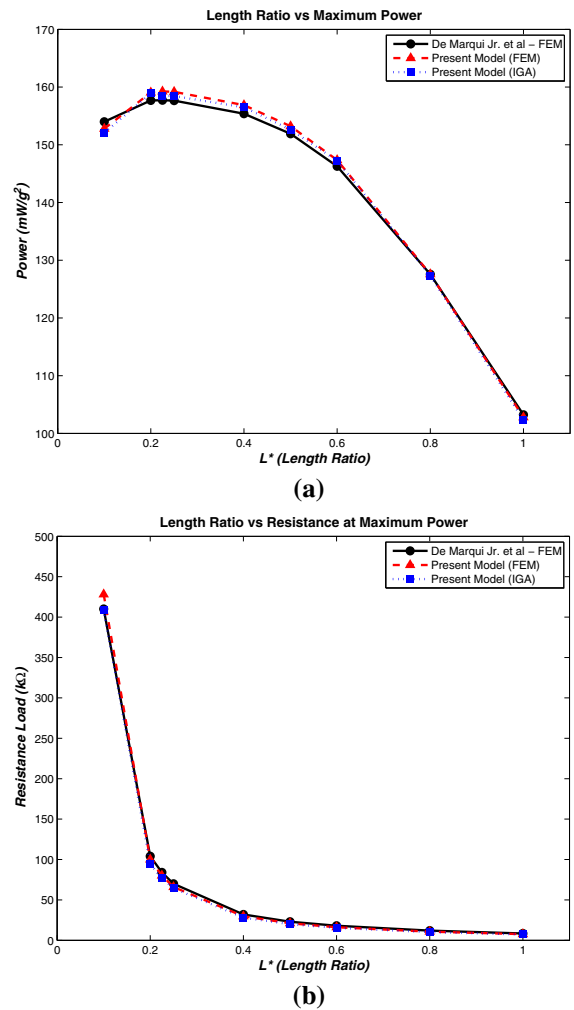 Length Ratio vs Maximum Power
170
160
150
140
130
120
110
100
Power (mW/g²)
De Marqui Jr. et al – FEM
Present Model (FEM)
Present Model (IGA)
0 0.2 0.4 0.6 0.8 1
L* (Length Ratio)
(a)
Length Ratio vs Resistance at Maximum Power
500
450
400
350
300
250
200
150
100
50
0
Resistance Load (kΩ)
De Marqui Jr. et al – FEM
Present Model (FEM)
Present Model (IGA)
0 0.2 0.4 0.6 0.8 1
L* (Length Ratio)
(b)